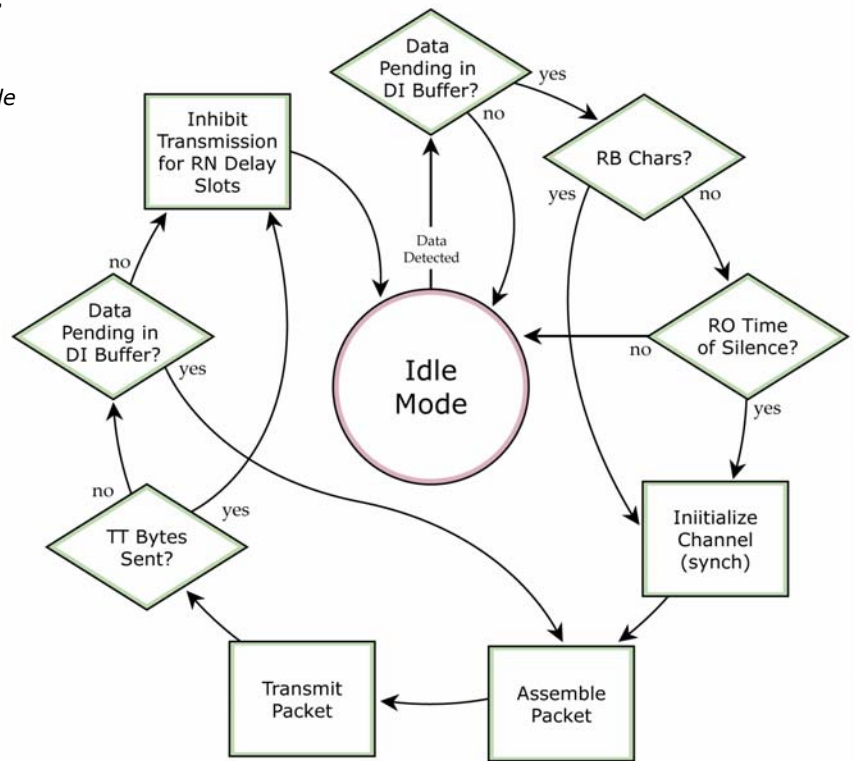 Data
Pending in
DI Buffer?
yes
no
Inhibit
Transmission
for RN Delay
Slots
RB Chars?
yes
no
Data
Detected
no
Data
Pending in
DI Buffer?
yes
RO Time
of Silence?
no
yes
Idle
Mode
no
yes
TT Bytes
Sent?
Iniitialize
Channel
(synch)
Transmit
Packet
Assemble
Packet